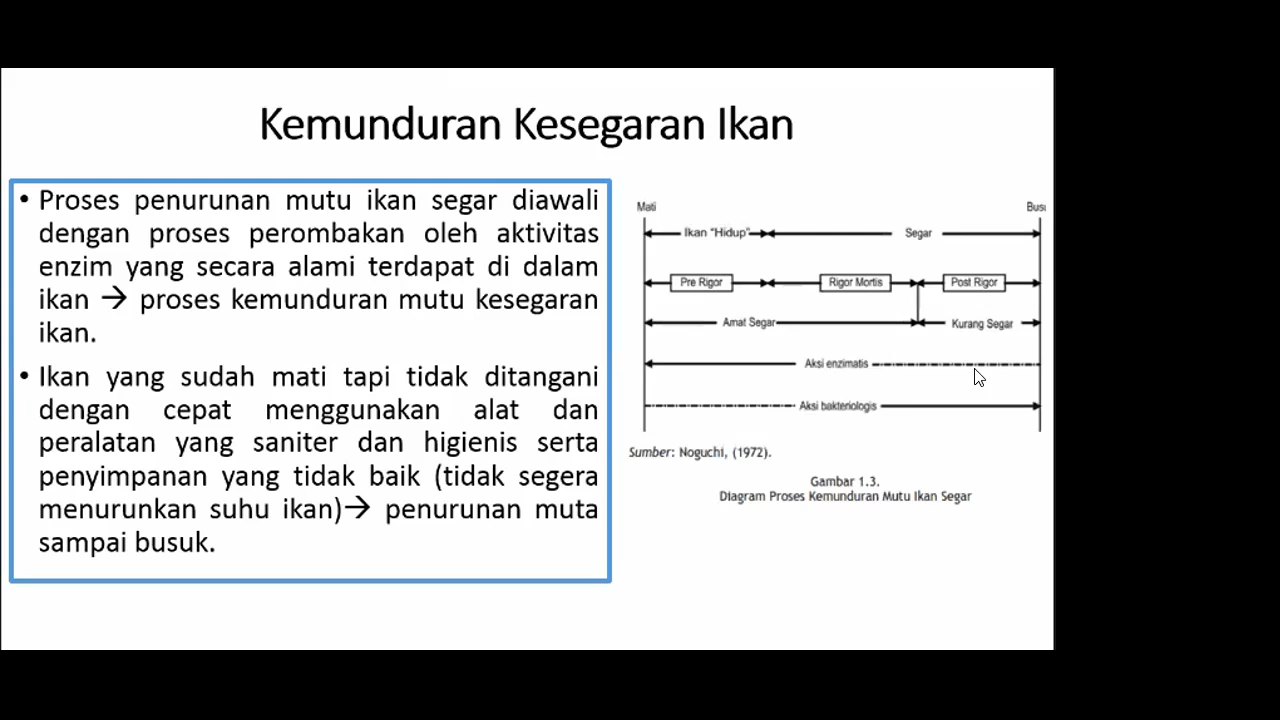 Kemunduran Kesegaran Ikan
• Proses penurunan mutu ikan segar diawali
dengan proses perombakan oleh aktivitas
enzim yang secara alami terdapat di dalam
ikan → proses kemunduran mutu kesegaran
ikan.
• Ikan yang sudah mati tapi tidak ditangani
dengan cepat menggunakan alat dan
peralatan yang saniter dan higienis serta
penyimpanan yang tidak baik (tidak segera
menurunkan suhu ikan)→ penurunan muta
sampai busuk.
Mati
Ikan "Hidup" Segar
Pre Rigor Rigor Mortis Post Rigor
Amat Segar Kurang Segar
Aksi enzimatis
Aksi bakteriologis
Sumber: Noguchi, (1972).
Gambar 1.3.
Diagram Proses Kemunduran Mutu Ikan Segar